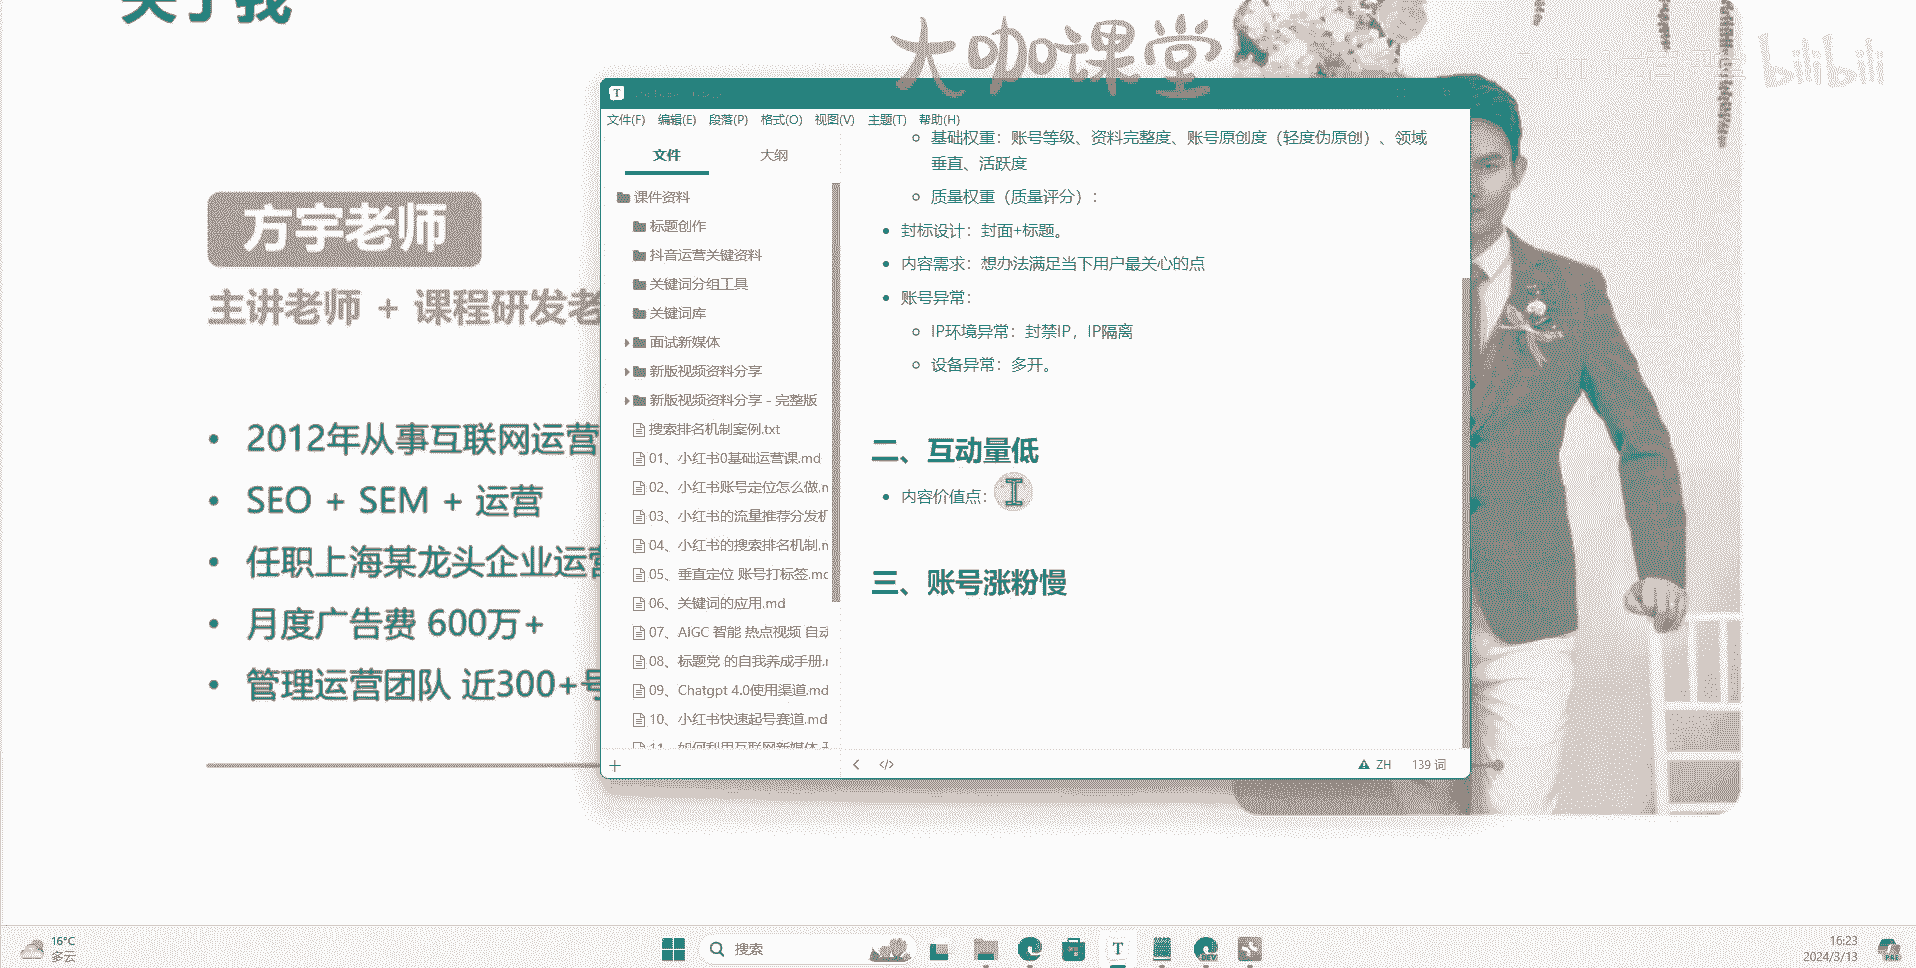 关于我
大咖课堂
bilibili
方宇老师
主讲老师 + 课程研发老
2012年从事互联网运营
SEO + SEM + 运营
任职上海某龙头企业运营
月度广告费 600万+
管理运营团队 近300+号
文件(F) 编辑(E) 段落(P) 格式(O) 视图(V) 主题(T) 帮助(H)
文件 大纲
课件资料
标题创作
抖音运营关键资料
关键词分组工具
关键词库
面试新媒体
新版视频资料分享
新版视频资料分享 - 完整版
搜索排名机制案例.txt
01、小红书0基础运营课.md
02、小红书账号定位怎么做.m
03、小红书的流量推荐分发机
04、小红书的搜索排名机制.m
05、垂直定位 账号打标签.md
06、关键词的应用.md
07、AIGC 智能 热点视频 自动
08、标题党 的自我养成手册.m
09、Chatgpt 4.0使用渠道.md
10、小红书快速起号赛道.md
11、如何利用互联网新媒体
基础权重：账号等级、资料完整度、账号原创度（轻度伪原创）、领域
垂直、活跃度
质量权重（质量评分）：
封标设计：封面+标题。
内容需求：想办法满足当下用户最关心的点
账号异常：
IP环境异常：封禁IP，IP隔离
设备异常：多开。
二、互动量低
内容价值点：
三、账号涨粉慢
ZH 139 词
16°C
多云
搜索
16:23
2024/3/13